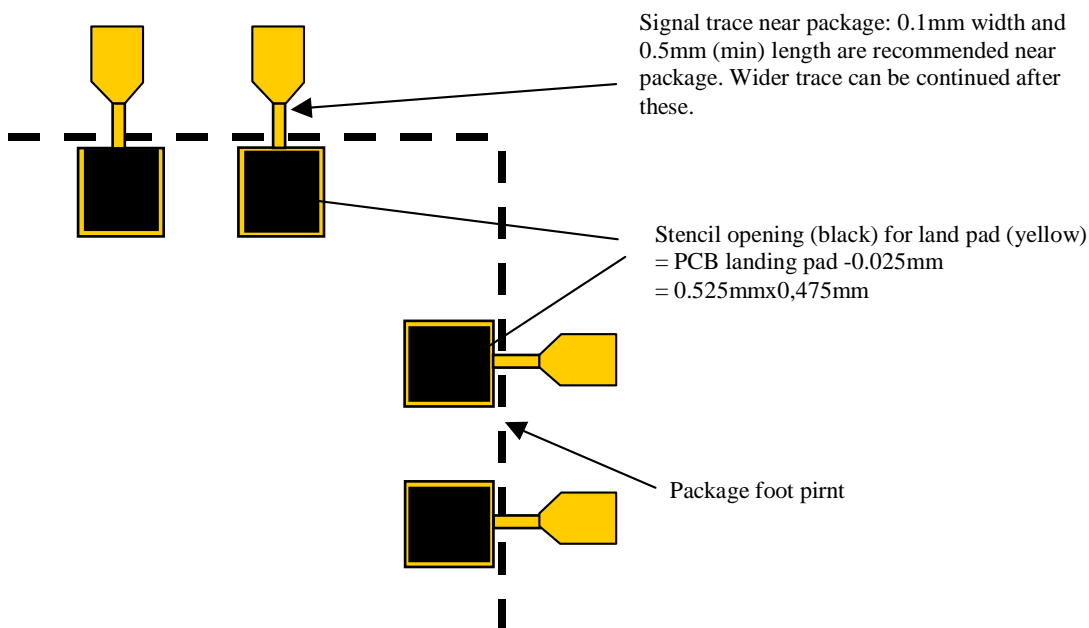 Signal trace near package: 0.1mm width and
0.5mm (min) length are recommended near
package. Wider trace can be continued after
these.
Stencil opening (black) for land pad (yellow)
= PCB landing pad -0.025mm
= 0.525mmx0,475mm
Package foot pirnt